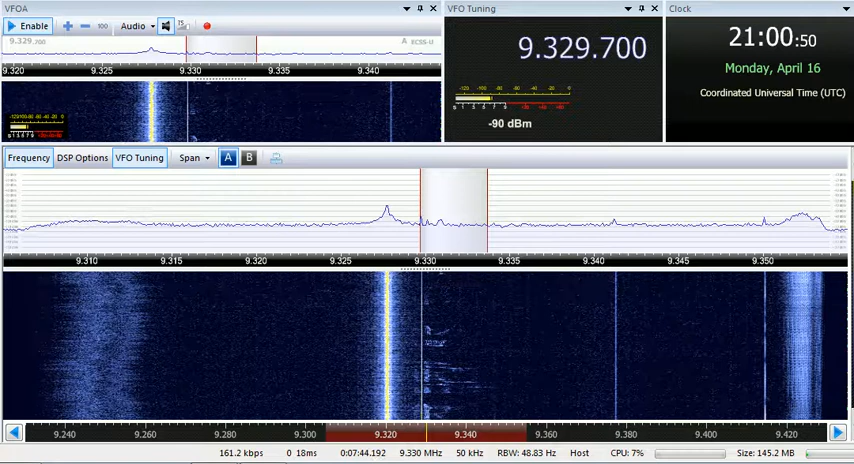 VFOA
Enable
100
Audio
9.329.700
A ECSS-U
9.320 9.325 9.330 9.335 9.340
VFO Tuning
9.329.700
-90 dBm
Clock
21:00:50
Monday, April 16
Coordinated Universal Time (UTC)
Frequency DSP Options VFO Tuning Span A B
9.310 9.315 9.320 9.325 9.330 9.335 9.340 9.345 9.350
9.240 9.260 9.280 9.300 9.320 9.340 9.360 9.380 9.400 9.420
161.2 kbps 0 18ms 0:07:44.192 9.330 MHz 50 kHz RBW: 48.83 Hz Host CPU: 7% Size: 145.2 MB